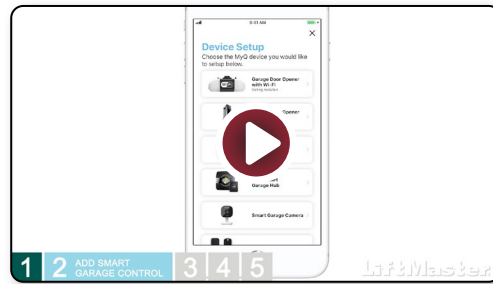 9:41 AM
Device Setup
Choose the MyQ device you would like
to setup below.
Garage Door Opener
with Wi-Fi
Opener
Garage Hub
Smart Garage Camera
1 2 ADD SMART
GARAGE CONTROL 3 4 5
LiftMaster